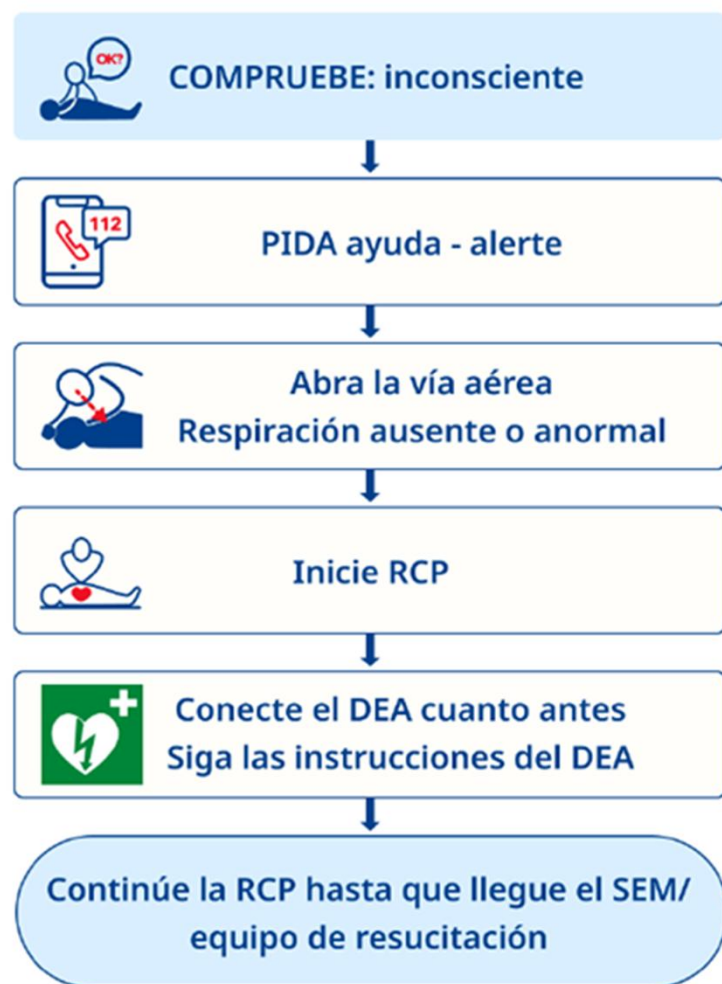 OK?
COMPRUEBE: inconsciente
112
PIDA ayuda - alerte
Abra la vía aérea
Respiración ausente o anormal
Inicie RCP
Conecte el DEA cuanto antes
Siga las instrucciones del DEA
Continúe la RCP hasta que llegue el SEM/
equipo de resucitación